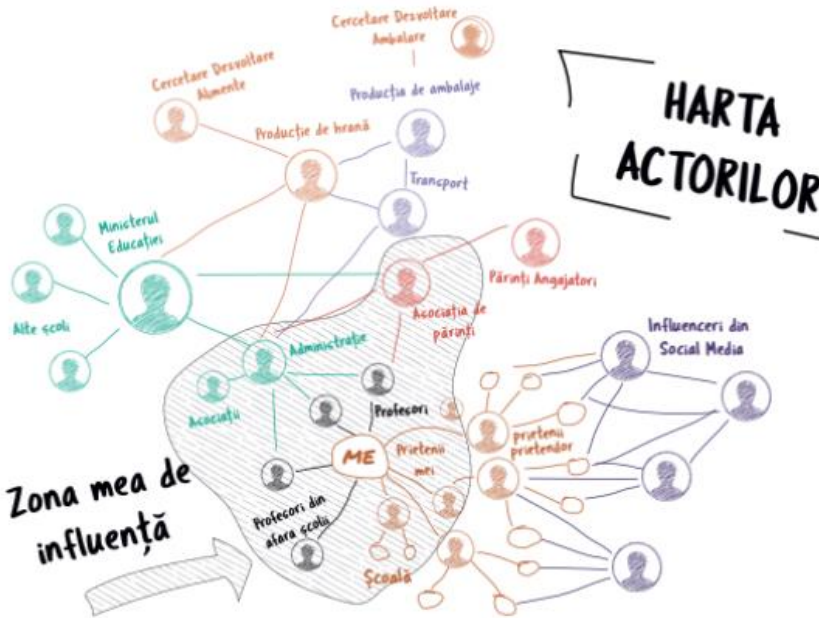 Cercetare Dezvoltare
Ambalare
Cercetare Dezvoltare
Alimente
Producția de ambalaje
Producție de hrană
HARTA
ACTORILOR
Transport
Ministerul
Educației
Părinți Angajatori
Alte școli
Asociația de
părinți
Influenceri din
Social Media
Administrație
Asociații
Profesori
ME
Prietenii
mei
prietenii
prietenilor
Zona mea de
influență
Profesori din
afara școlii
Școală